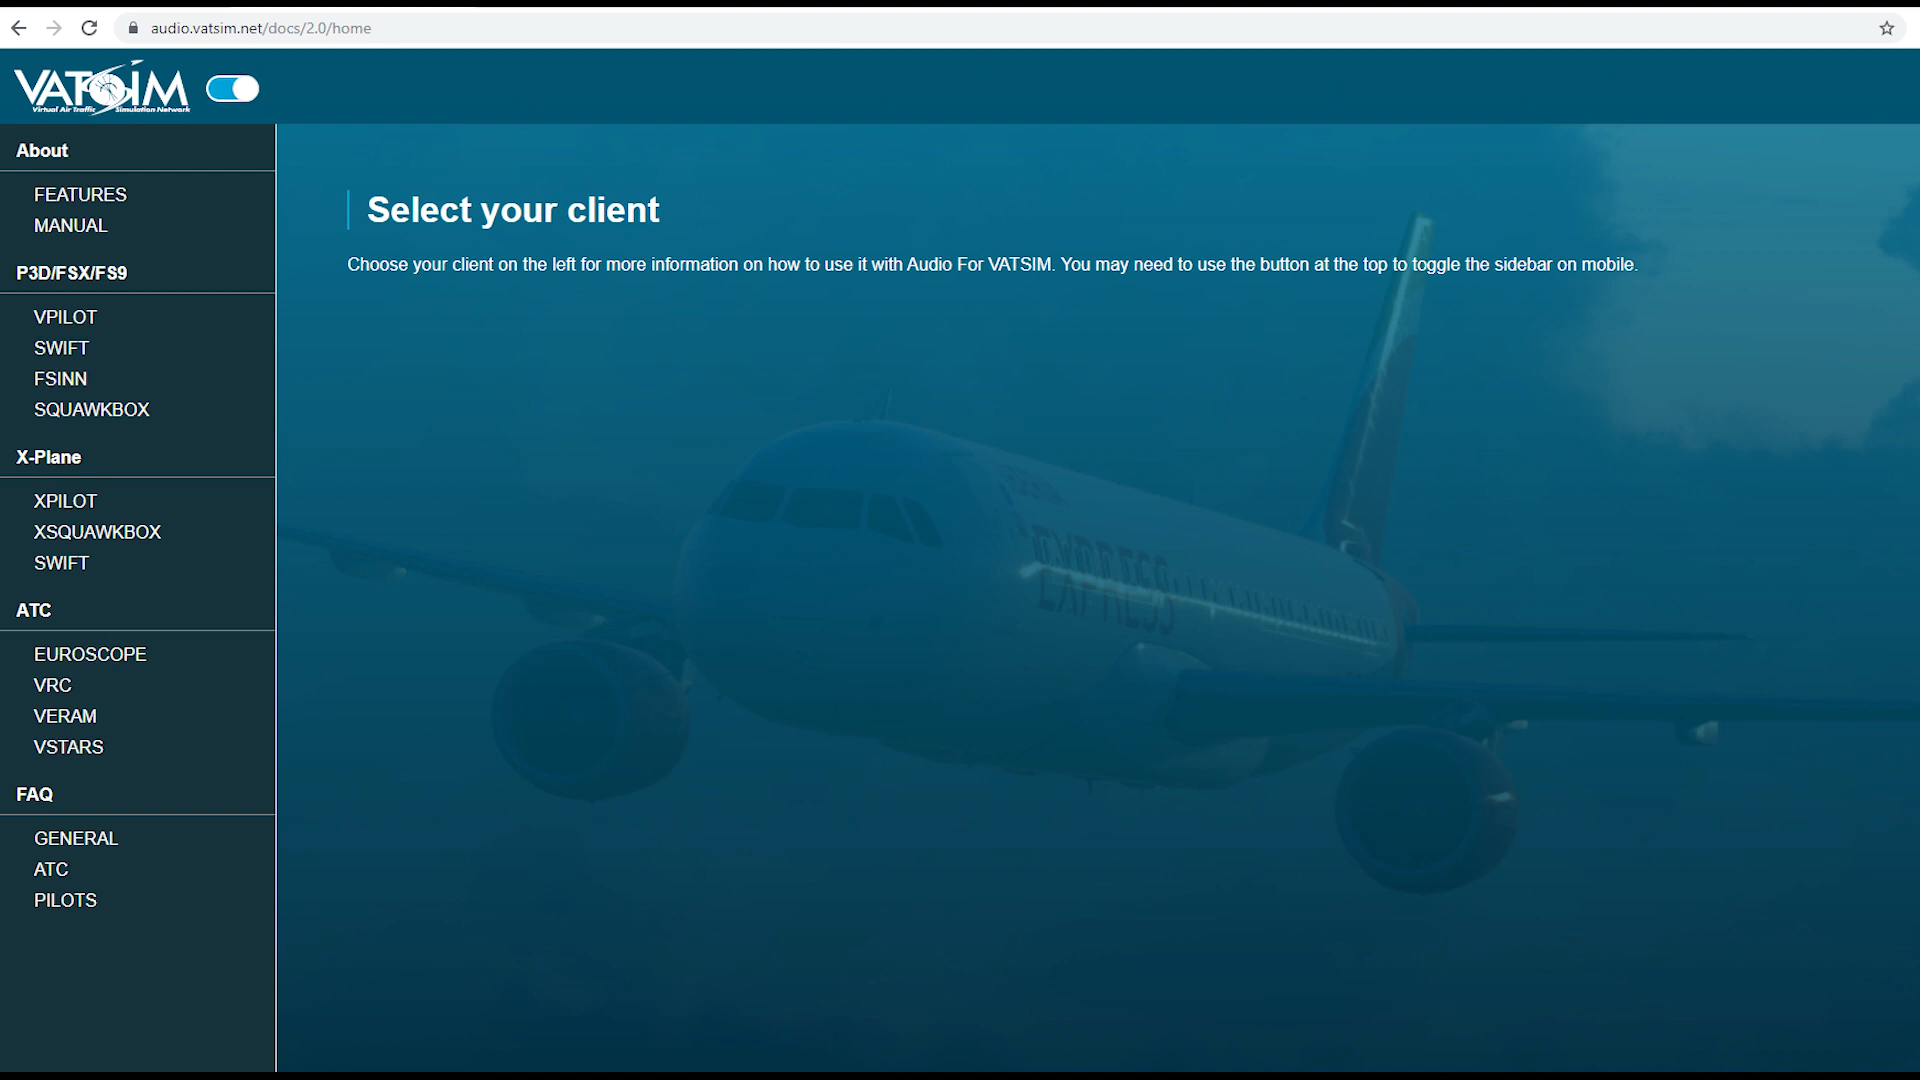 audio.vatsim.net/docs/2.0/home
VATSIM
Virtual Air Traffic Simulation Network
About
FEATURES
MANUAL
P3D/FSX/FS9
VPILOT
SWIFT
FSINN
SQUAWKBOX
X-Plane
XPILOT
XSQUAWKBOX
SWIFT
ATC
EUROSCOPE
VRC
VERAM
VSTARS
FAQ
GENERAL
ATC
PILOTS
Select your client
Choose your client on the left for more information on how to use it with Audio For VATSIM. You may need to use the button at the top to toggle the sidebar on mobile.
EXPRESS